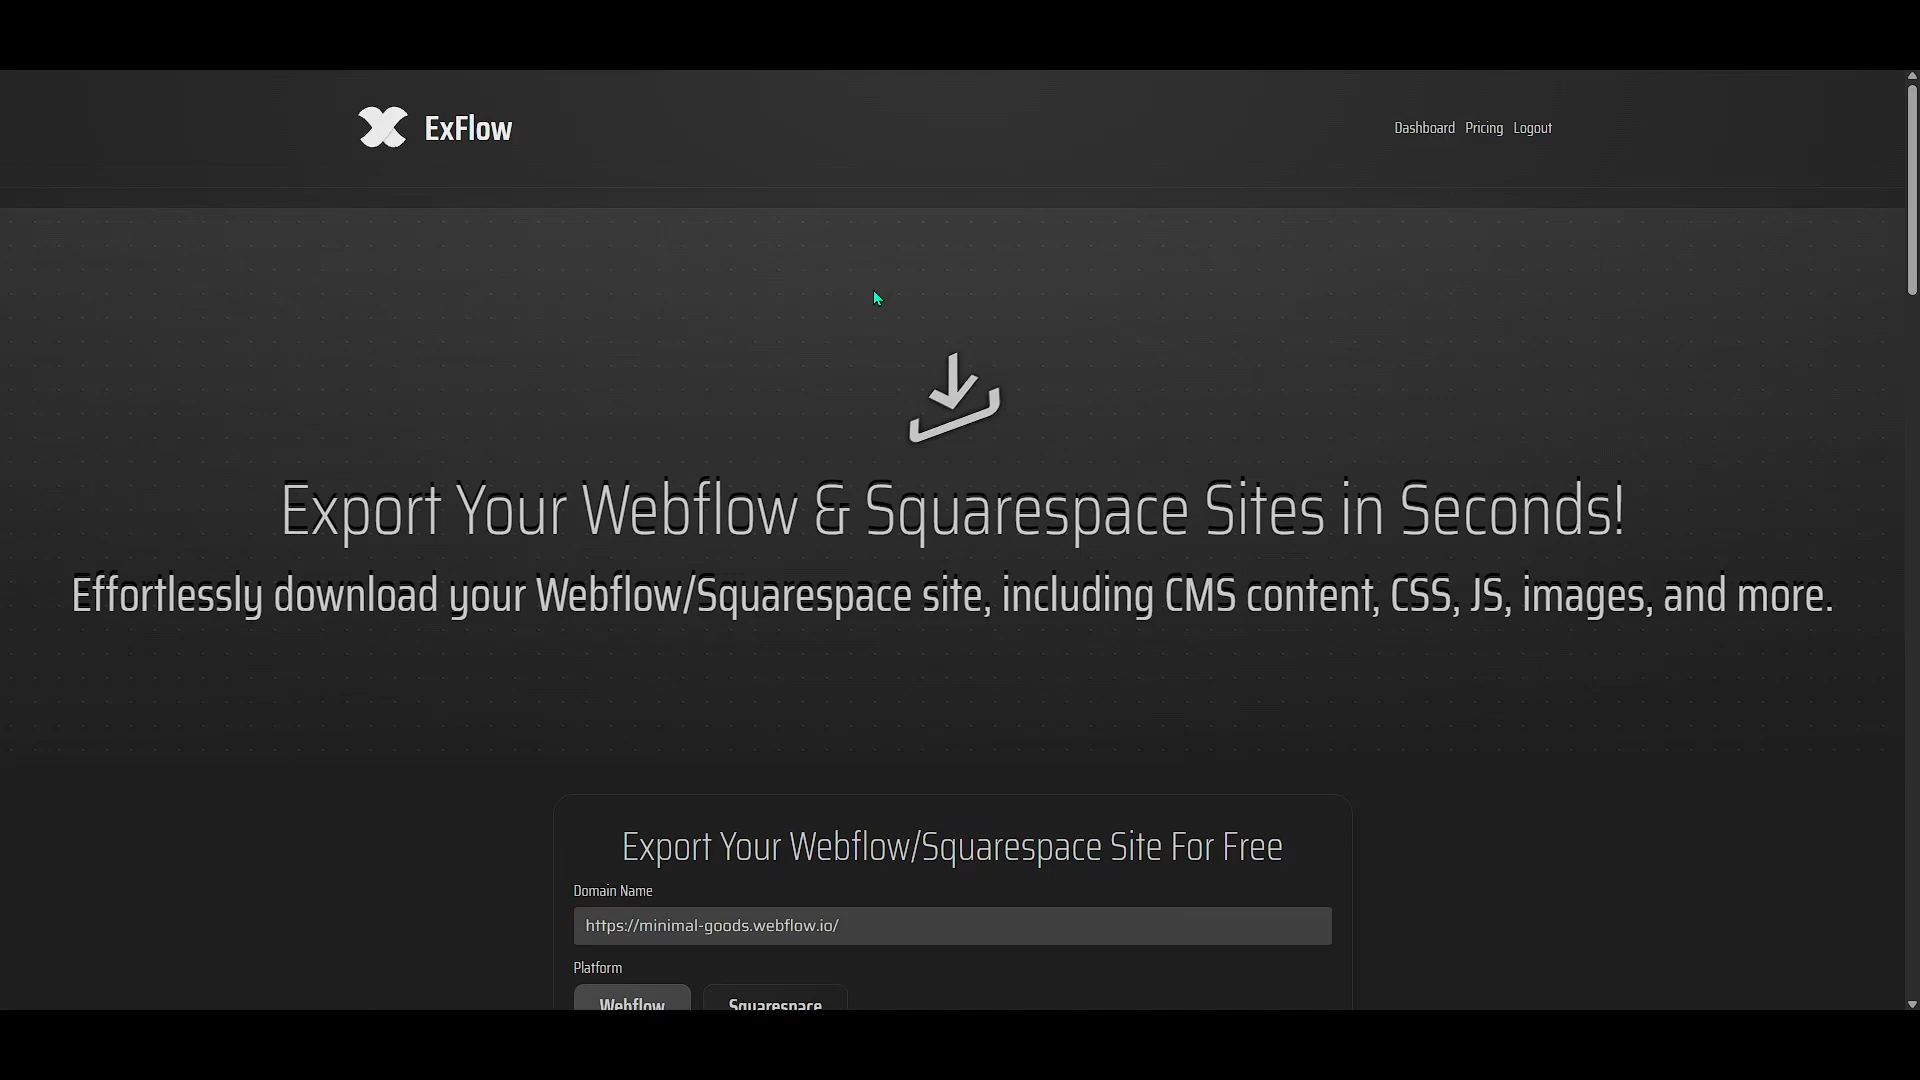 ExFlow
Dashboard Pricing Logout
Export Your Webflow & Squarespace Sites in Seconds!
Effortlessly download your Webflow/Squarespace site, including CMS content, CSS, JS, images, and more.
Export Your Webflow/Squarespace Site For Free
Domain Name
https://minimal-goods.webflow.io/
Platform
Webflow Squarespace